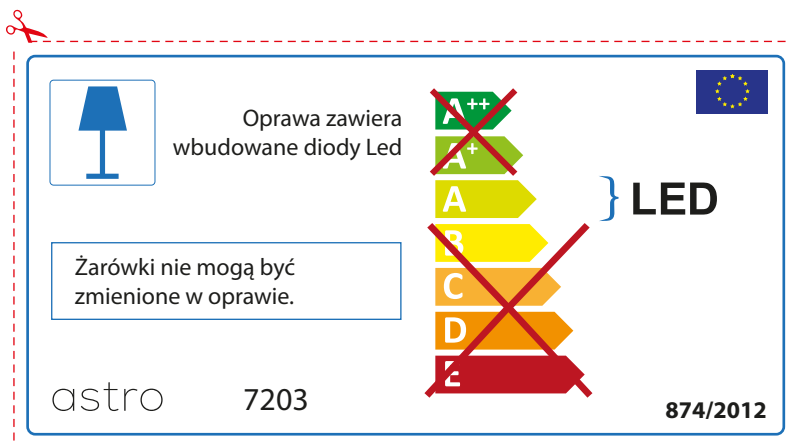 Oprawa zawiera
wbudowane diody Led
A++
A+
A
B
C
D
E
LED
Żarówki nie mogą być
zmienione w oprawie.
astro
7203
874/2012